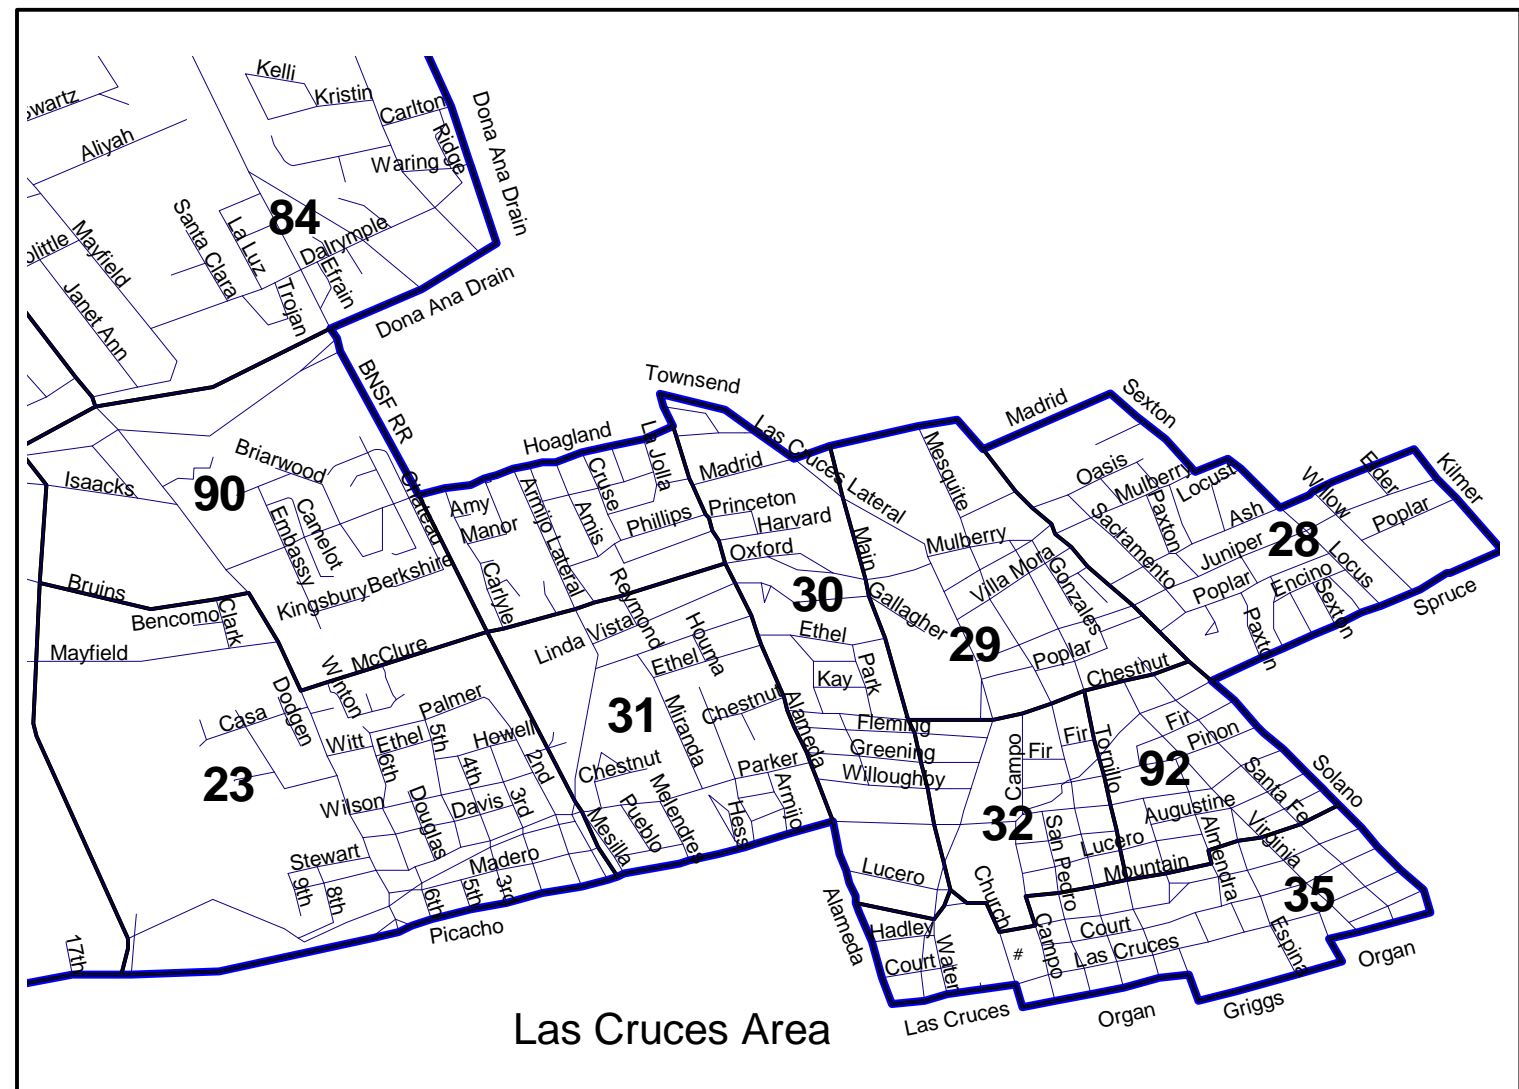 Kelli
Kristin
Carlton
Dona Ana Drain
Ridge
wartz
Aliyah
Waring
84
Santa Clara
La Luz
Dalrymple
Efrain
Trojan
Mayfield
olittle
Janet Ann
Dona Ana Drain
BNSF RR
Townsend
Hoagland
La Jolla
Las Cruces Lateral
Madrid
Sexton
Madrid
Mesquite
Briarwood
90
Isaacks
Chateau
Camelot
Embassy
Kingsbury
Berkshire
Amy
Manor
Armijo Lateral
Cruse
Amis
Phillips
Princeton
Harvard
Oxford
Carlyle
Reymond
Main
Mulberry
Villa Mora
Gonzales
Gallagher
Oasis
Mulberry
Locust
Paxton
Sacramento
Ash
Willow
Elder
Kilmer
Poplar
Juniper
28
Locus
Poplar
Encino
Sexton
Paxton
Spruce
Bruins
Bencomo
Clark
Mayfield
McClure
Linda Vista
Houma
Ethel
30
Ethel
Park
Kay
29
Poplar
Chestnut
Winton
Dodgen
Casa
Palmer
Witt
Ethel
5th
Howell
2nd
6th
4th
3rd
31
Miranda
Chestnut
Alameda
Fleming
Greening
Willoughby
Chestnut
Parker
Armijo
Campo
Fir
Fir
Tornillo
Fir
Pinon
92
Santa Fe
Solano
23
Wilson
Douglas
Davis
Stewart
Madero
9th
8th
6th
5th
3rd
Mesilla
Pueblo
Melendres
Hess
32
San Pedro
Augustine
Almendra
Virginia
Lucero
Mountain
Lucero
Church
35
Picacho
17th
Alameda
Hadley
Court
Water
#
Campo
Court
Las Cruces
Espina
Organ
Las Cruces
Organ
Griggs
Las Cruces Area